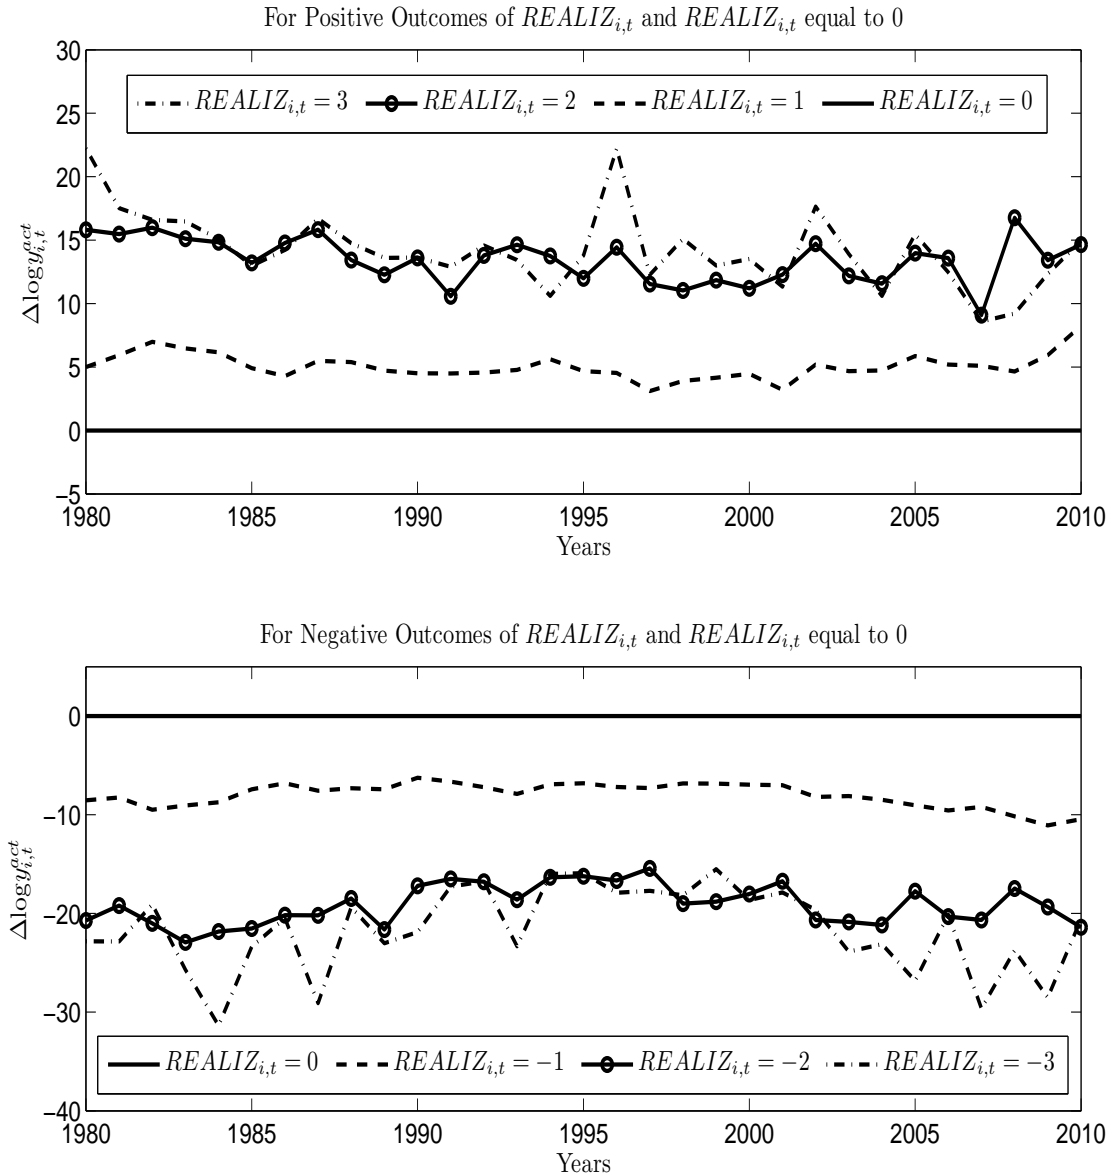 For Positive Outcomes of REALIZ_{i,t} and REALIZ_{i,t} equal to 0
30
REALIZ_{i,t} = 3 REALIZ_{i,t} = 2 REALIZ_{i,t} = 1 REALIZ_{i,t} = 0
25
20
15
10
5
0
−5
Δlogy_{i,t}^{act}
1980 1985 1990 1995 2000 2005 2010
Years
For Negative Outcomes of REALIZ_{i,t} and REALIZ_{i,t} equal to 0
0
−10
−20
−30
−40
Δlogy_{i,t}^{act}
REALIZ_{i,t} = 0 REALIZ_{i,t} = −1 REALIZ_{i,t} = −2 REALIZ_{i,t} = −3
1980 1985 1990 1995 2000 2005 2010
Years